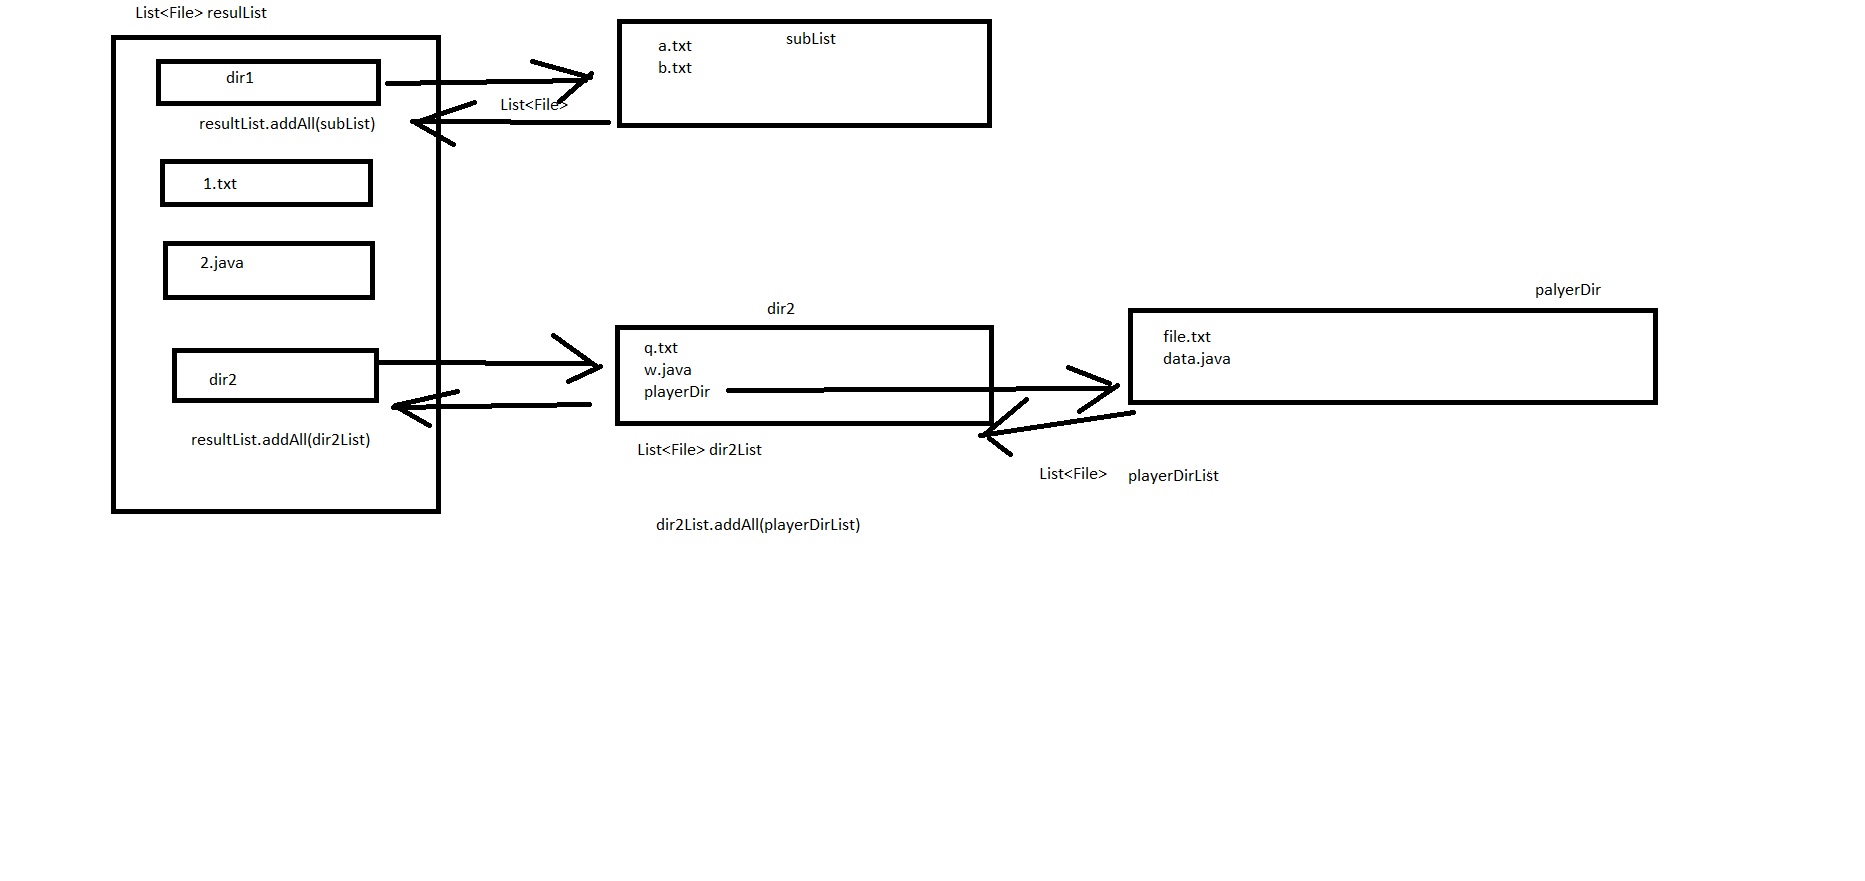 List<File> resulList
dir1
resultList.addAll(subList)
1.txt
2.java
dir2
resultList.addAll(dir2List)
List<File>
subList
a.txt
b.txt
dir2
q.txt
w.java
playerDir
List<File> dir2List
dir2List.addAll(playerDirList)
palyerDir
file.txt
data.java
List<File> playerDirList